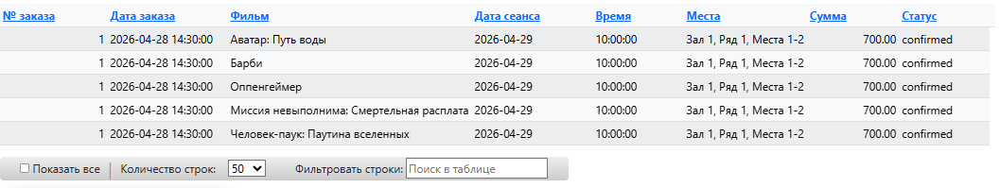 № заказа Дата заказа Фильм Дата сеанса Время Места Сумма Статус
1 2026-04-28 14:30:00 Аватар: Путь воды 2026-04-29 10:00:00 Зал 1, Ряд 1, Места 1-2 700.00 confirmed
1 2026-04-28 14:30:00 Барби 2026-04-29 10:00:00 Зал 1, Ряд 1, Места 1-2 700.00 confirmed
1 2026-04-28 14:30:00 Оппенгеймер 2026-04-29 10:00:00 Зал 1, Ряд 1, Места 1-2 700.00 confirmed
1 2026-04-28 14:30:00 Миссия невыполнима: Смертельная расплата 2026-04-29 10:00:00 Зал 1, Ряд 1, Места 1-2 700.00 confirmed
1 2026-04-28 14:30:00 Человек-паук: Паутина вселенных 2026-04-29 10:00:00 Зал 1, Ряд 1, Места 1-2 700.00 confirmed
Показать все Количество строк: 50 Фильтровать строки: Поиск в таблице